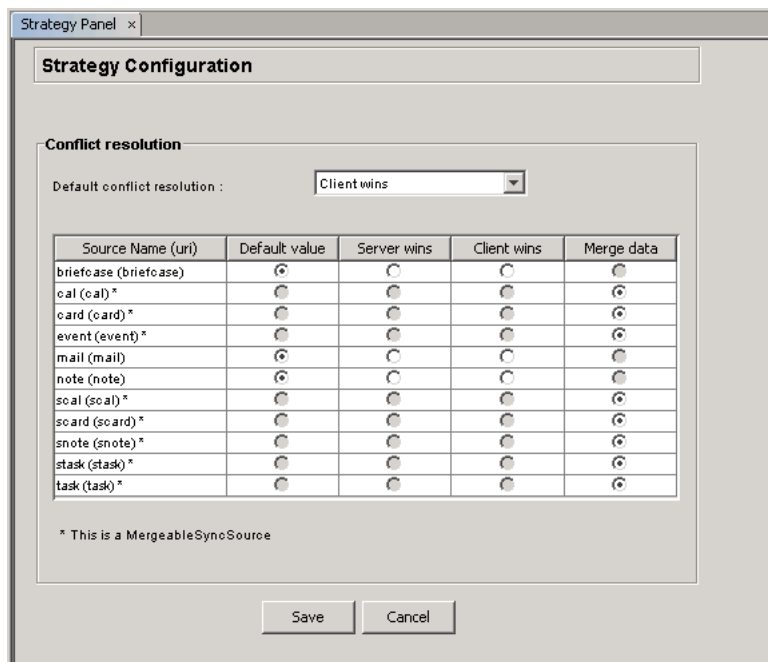 Strategy Panel ×
Strategy Configuration
Conflict resolution
Default conflict resolution : Client wins
Source Name (uri) Default value Server wins Client wins Merge data
briefcase (briefcase)
cal (cal) *
card (card) *
event (event) *
mail (mail)
note (note)
scal (scal) *
scard (scard) *
snote (snote) *
stask (stask) *
task (task) *
* This is a MergeableSyncSource
Save Cancel